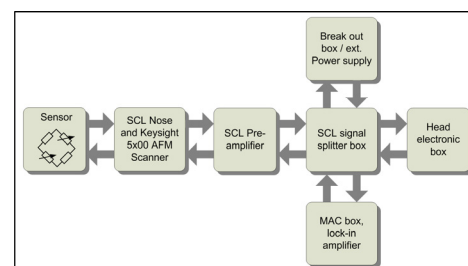 Break out
box / ext.
Power supply
Sensor
SCL Nose
and Keysight
5x00 AFM
Scanner
SCL Pre-
amplifier
SCL signal
splitter box
Head
electronic
box
MAC box,
lock-in
amplifier